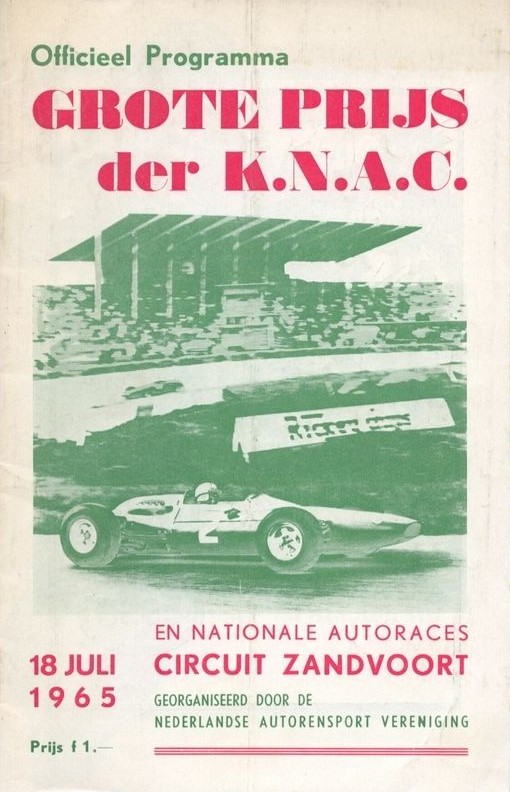 Officieel Programma
GROTE PRIJS
der K.N.A.C.
2
EN NATIONALE AUTORACES
18 JULI
1965
CIRCUIT ZANDVOORT
GEORGANISEERD DOOR DE
NEDERLANDSE AUTORENSPORT VERENIGING
Prijs f 1.—